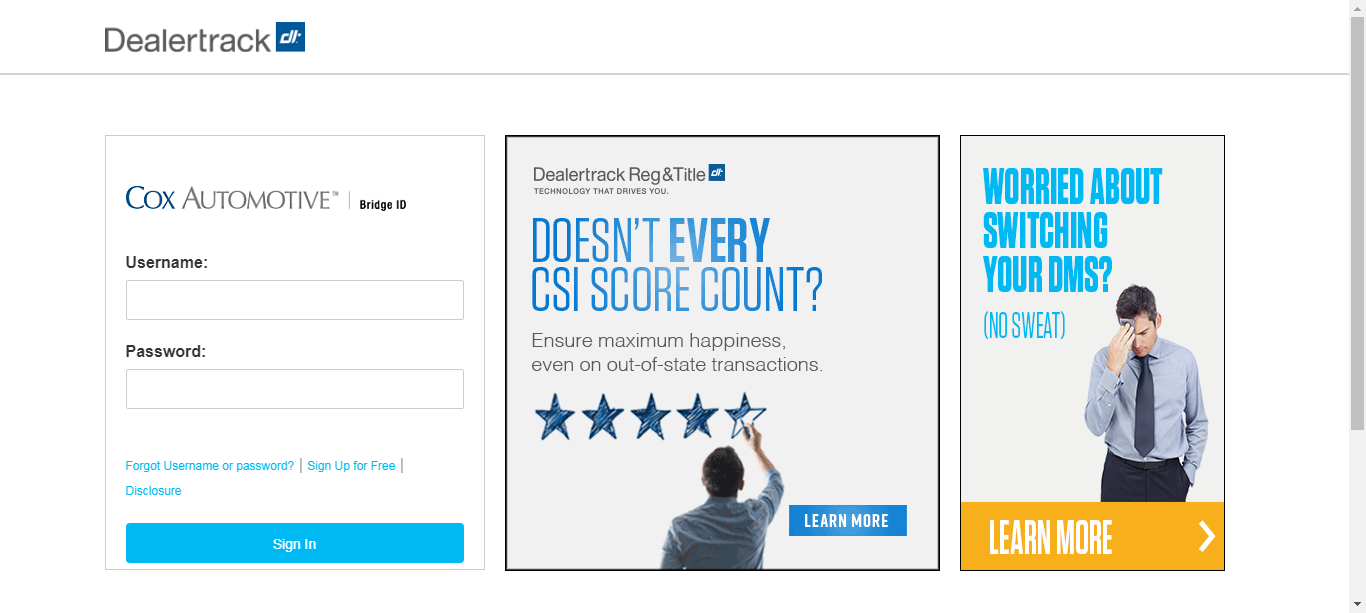 Dealertrack dt
COX AUTOMOTIVE™ | Bridge ID
Username:
Password:
Forgot Username or password? | Sign Up for Free |
Disclosure
Sign In
Dealertrack Reg&Title dt
TECHNOLOGY THAT DRIVES YOU.
DOESN'T EVERY
CSI SCORE COUNT?
Ensure maximum happiness,
even on out-of-state transactions.
LEARN MORE
WORRIED ABOUT
SWITCHING
YOUR DMS?
(NO SWEAT)
LEARN MORE